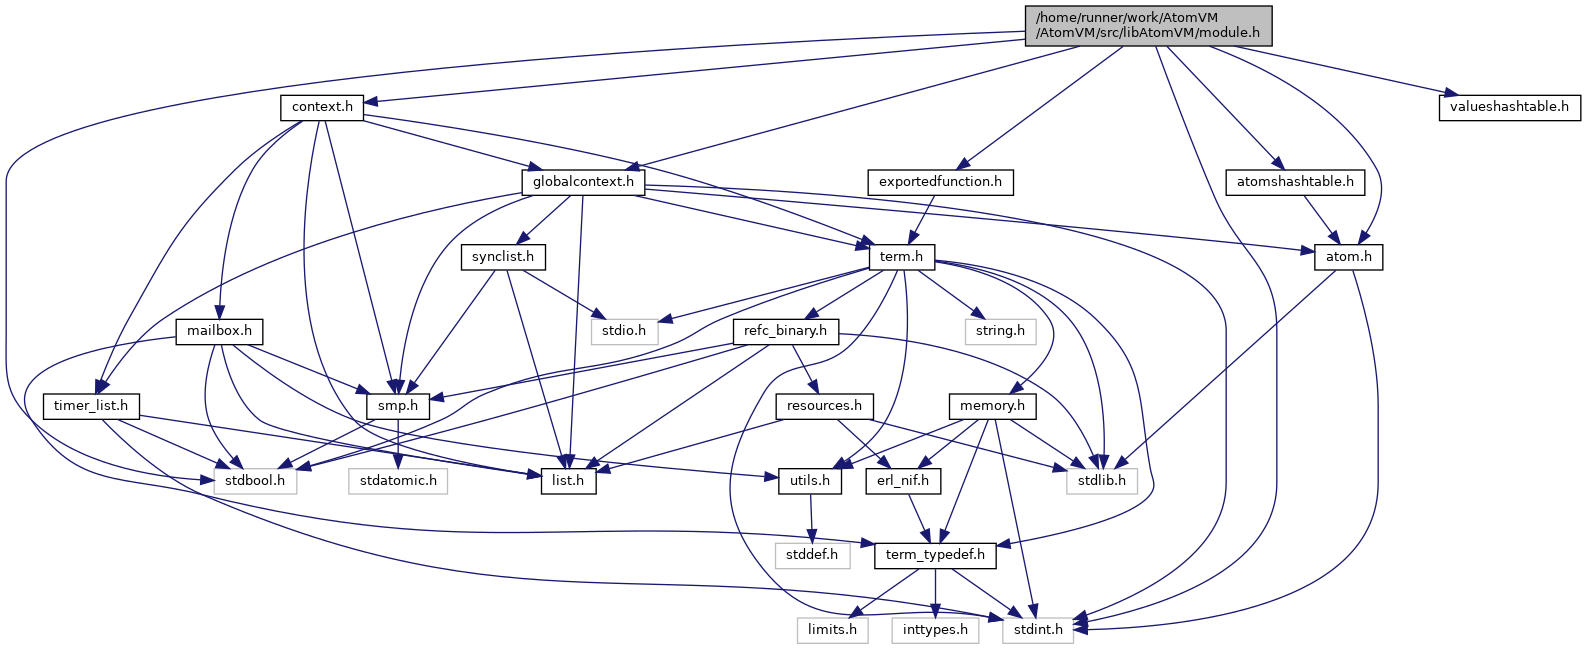 /home/runner/work/AtomVM
/AtomVM/src/libAtomVM/module.h
context.h
valueshashtable.h
globalcontext.h
exportedfunction.h
atomshashtable.h
synclist.h
term.h
atom.h
mailbox.h
stdio.h
refc_binary.h
string.h
timer_list.h
smp.h
resources.h
memory.h
stdbool.h
stdatomic.h
list.h
utils.h
erl_nif.h
stdlib.h
stddef.h
term_typedef.h
limits.h
inttypes.h
stdint.h